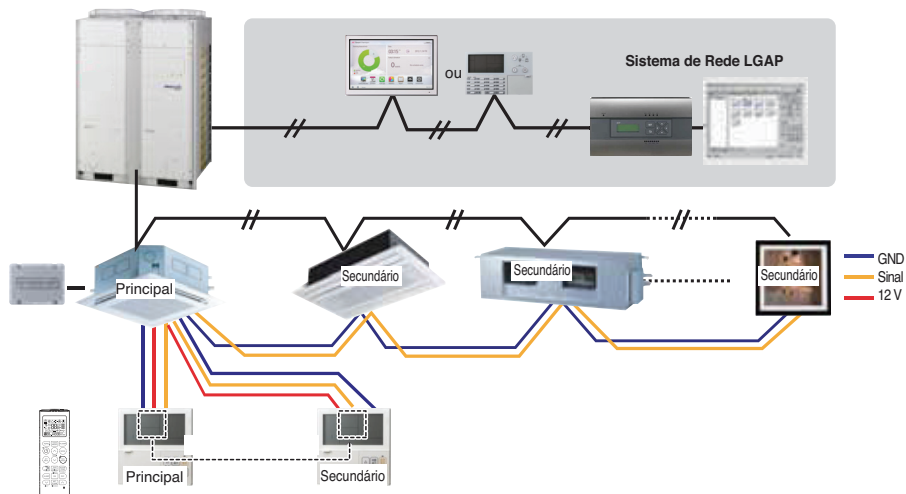 ou
Sistema de Rede LGAP
Principal
Secundário
Secundário
Secundário
GND
Sinal
12 V
Principal
Secundário